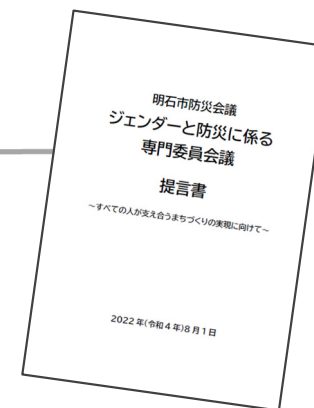 明石市防災会議
ジェンダーと防災に係る
専門委員会議
提言書
～すべての人が支え合うまちづくりの実現に向けて～
2022年(令和4年)8月1日